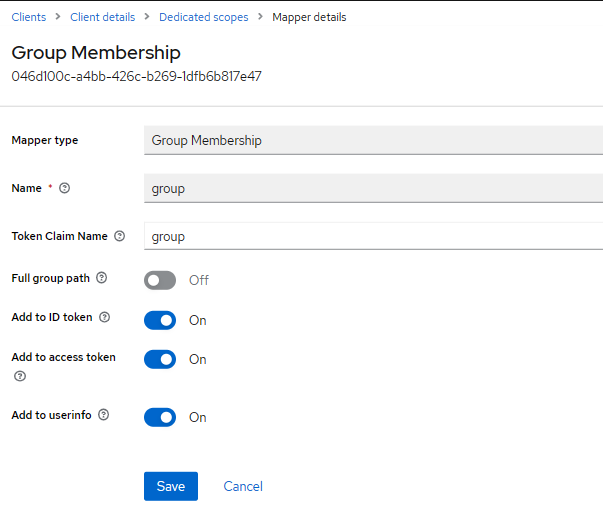 Clients > Client details > Dedicated scopes > Mapper details
Group Membership
046d100c-a4bb-426c-b269-1dfb6b817e47
Mapper type Group Membership
Name * group
Token Claim Name group
Full group path Off
Add to ID token On
Add to access token On
Add to userinfo On
Save Cancel